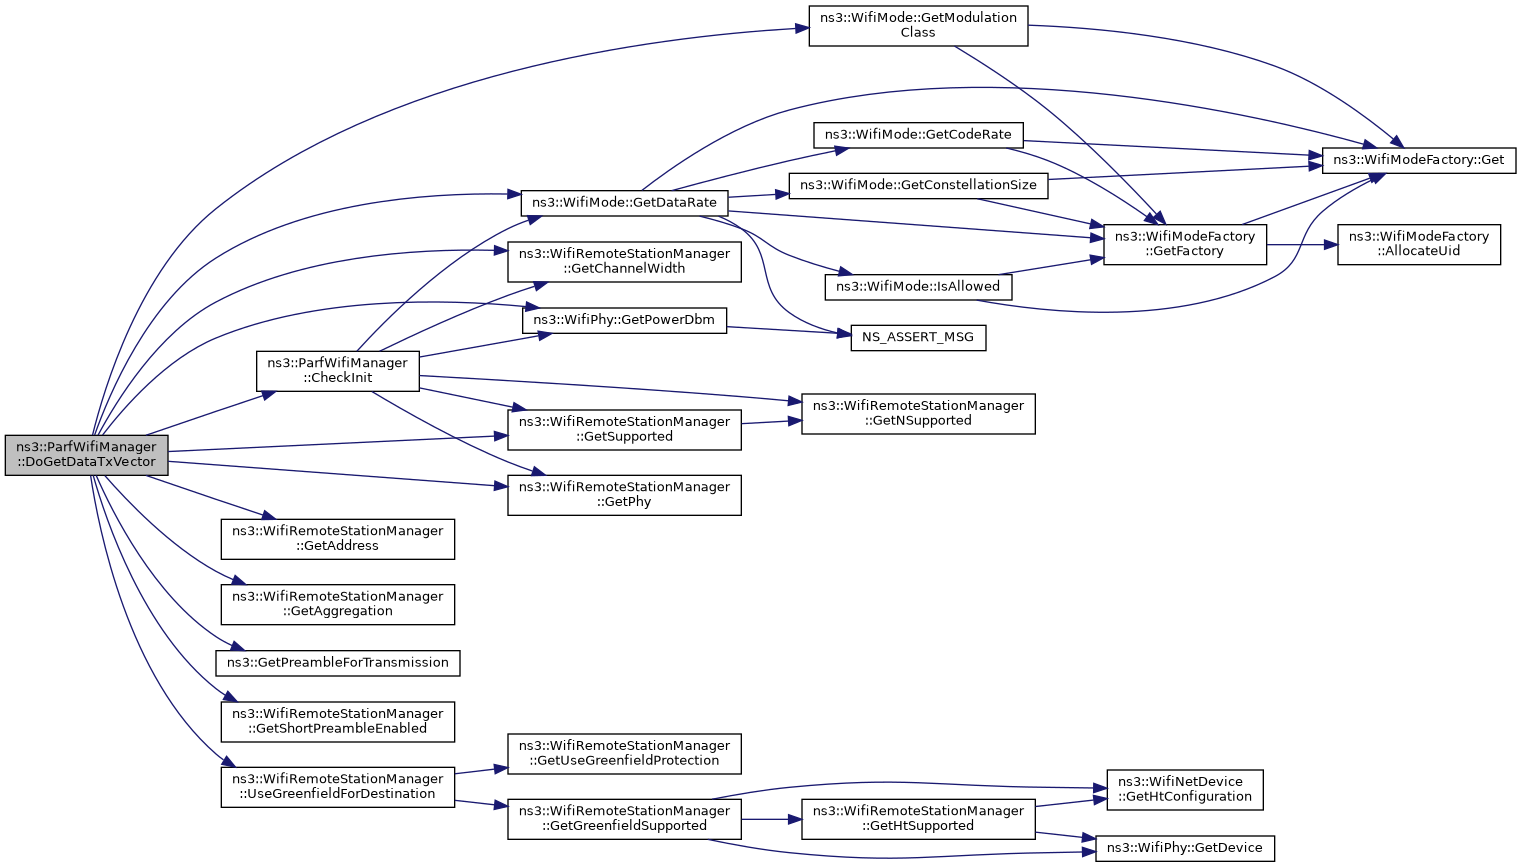 ns3::WifiMode::GetModulation
Class
ns3::WifiMode::GetCodeRate
ns3::WifiModeFactory::Get
ns3::WifiMode::GetConstellationSize
ns3::WifiMode::GetDataRate
ns3::WifiModeFactory
::GetFactory
ns3::WifiModeFactory
::AllocateUid
ns3::WifiRemoteStationManager
::GetChannelWidth
ns3::WifiMode::IsAllowed
ns3::WifiPhy::GetPowerDbm
NS_ASSERT_MSG
ns3::ParfWifiManager
::CheckInit
ns3::WifiRemoteStationManager
::GetNSupported
ns3::WifiRemoteStationManager
::GetSupported
ns3::ParfWifiManager
::DoGetDataTxVector
ns3::WifiRemoteStationManager
::GetPhy
ns3::WifiRemoteStationManager
::GetAddress
ns3::WifiRemoteStationManager
::GetAggregation
ns3::GetPreambleForTransmission
ns3::WifiRemoteStationManager
::GetShortPreambleEnabled
ns3::WifiRemoteStationManager
::GetUseGreenfieldProtection
ns3::WifiRemoteStationManager
::UseGreenfieldForDestination
ns3::WifiNetDevice
::GetHtConfiguration
ns3::WifiRemoteStationManager
::GetGreenfieldSupported
ns3::WifiRemoteStationManager
::GetHtSupported
ns3::WifiPhy::GetDevice